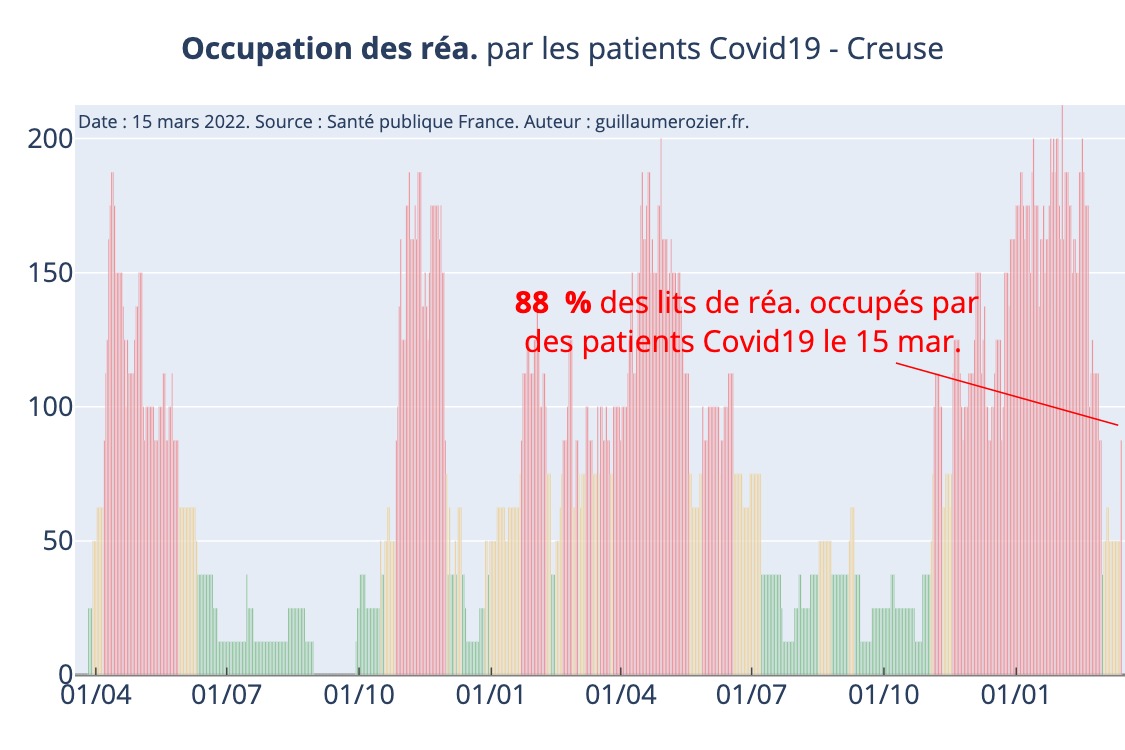 Occupation des réa. par les patients Covid19 - Creuse
Date : 15 mars 2022. Source : Santé publique France. Auteur : guillaumerozier.fr.
200
150
88 % des lits de réa. occupés par
des patients Covid19 le 15 mar.
100
50
0
01/04 01/07 01/10 01/01 01/04 01/07 01/10 01/01